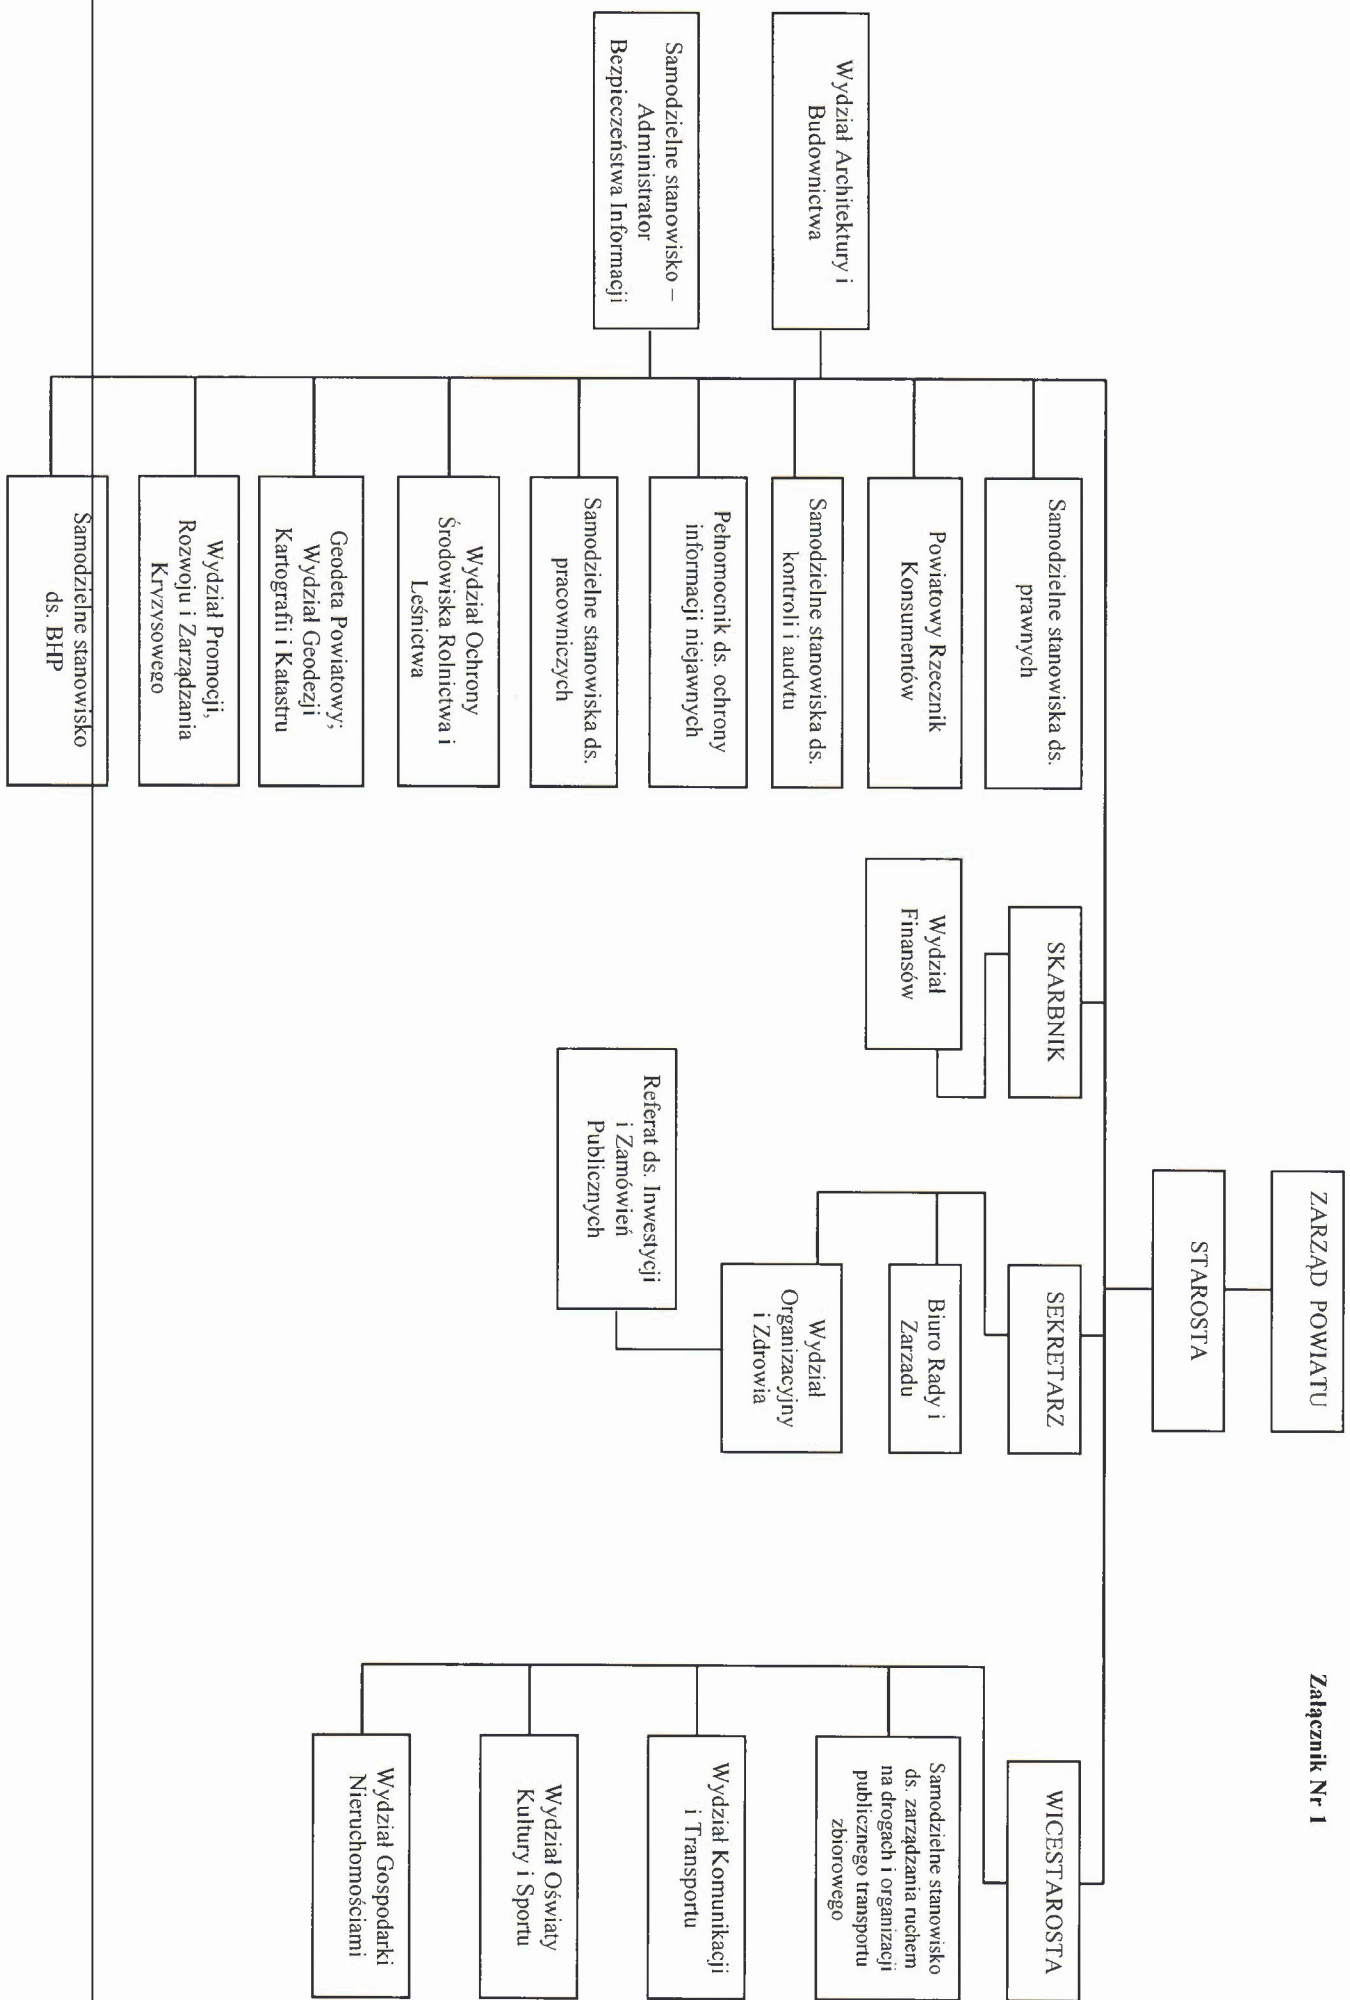 Załącznik Nr 1
ZARZĄD POWIATU
STAROSTA
SKARBNIK
SEKRETARZ
WICESTAROSTA
Wydział Architektury i
Budownictwa
Samodzielne stanowisko –
Administrator
Bezpieczeństwa Informacji
Samodzielne stanowiska ds.
prawnych
Powiatowy Rzecznik
Konsumentów
Samodzielne stanowiska ds.
kontroli i audytu
Pełnomocnik ds. ochrony
informacji niejawnych
Samodzielne stanowiska ds.
pracowniczych
Wydział Ochrony
Środowiska Rolnictwa i
Leśnictwa
Geodeta Powiatowy;
Wydział Geodezji
Kartografii i Katastru
Wydział Promocji,
Rozwoju i Zarządzania
Kryzysowego
Samodzielne stanowisko
ds. BHP
Wydział
Finansów
Biuro Rady i
Zarzadu
Wydział
Organizacyjny
i Zdrowia
Referat ds. Inwestycji
i Zamówień
Publicznych
Samodzielne stanowisko
ds. zarządzania ruchem
na drogach i organizacji
publicznego transportu
zbiorowego
Wydział Komunikacji
i Transportu
Wydział Oświaty
Kultury i Sportu
Wydział Gospodarki
Nieruchomościami